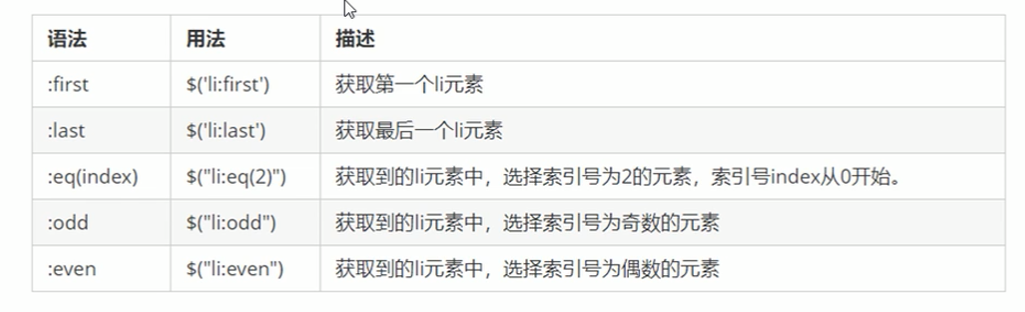 语法 用法 描述
:first $('li:first') 获取第一个li元素
:last $('li:last') 获取最后一个li元素
:eq(index) $("li:eq(2)") 获取到的li元素中，选择索引号为2的元素，索引号index从0开始。
:odd $("li:odd") 获取到的li元素中，选择索引号为奇数的元素
:even $("li:even") 获取到的li元素中，选择索引号为偶数的元素